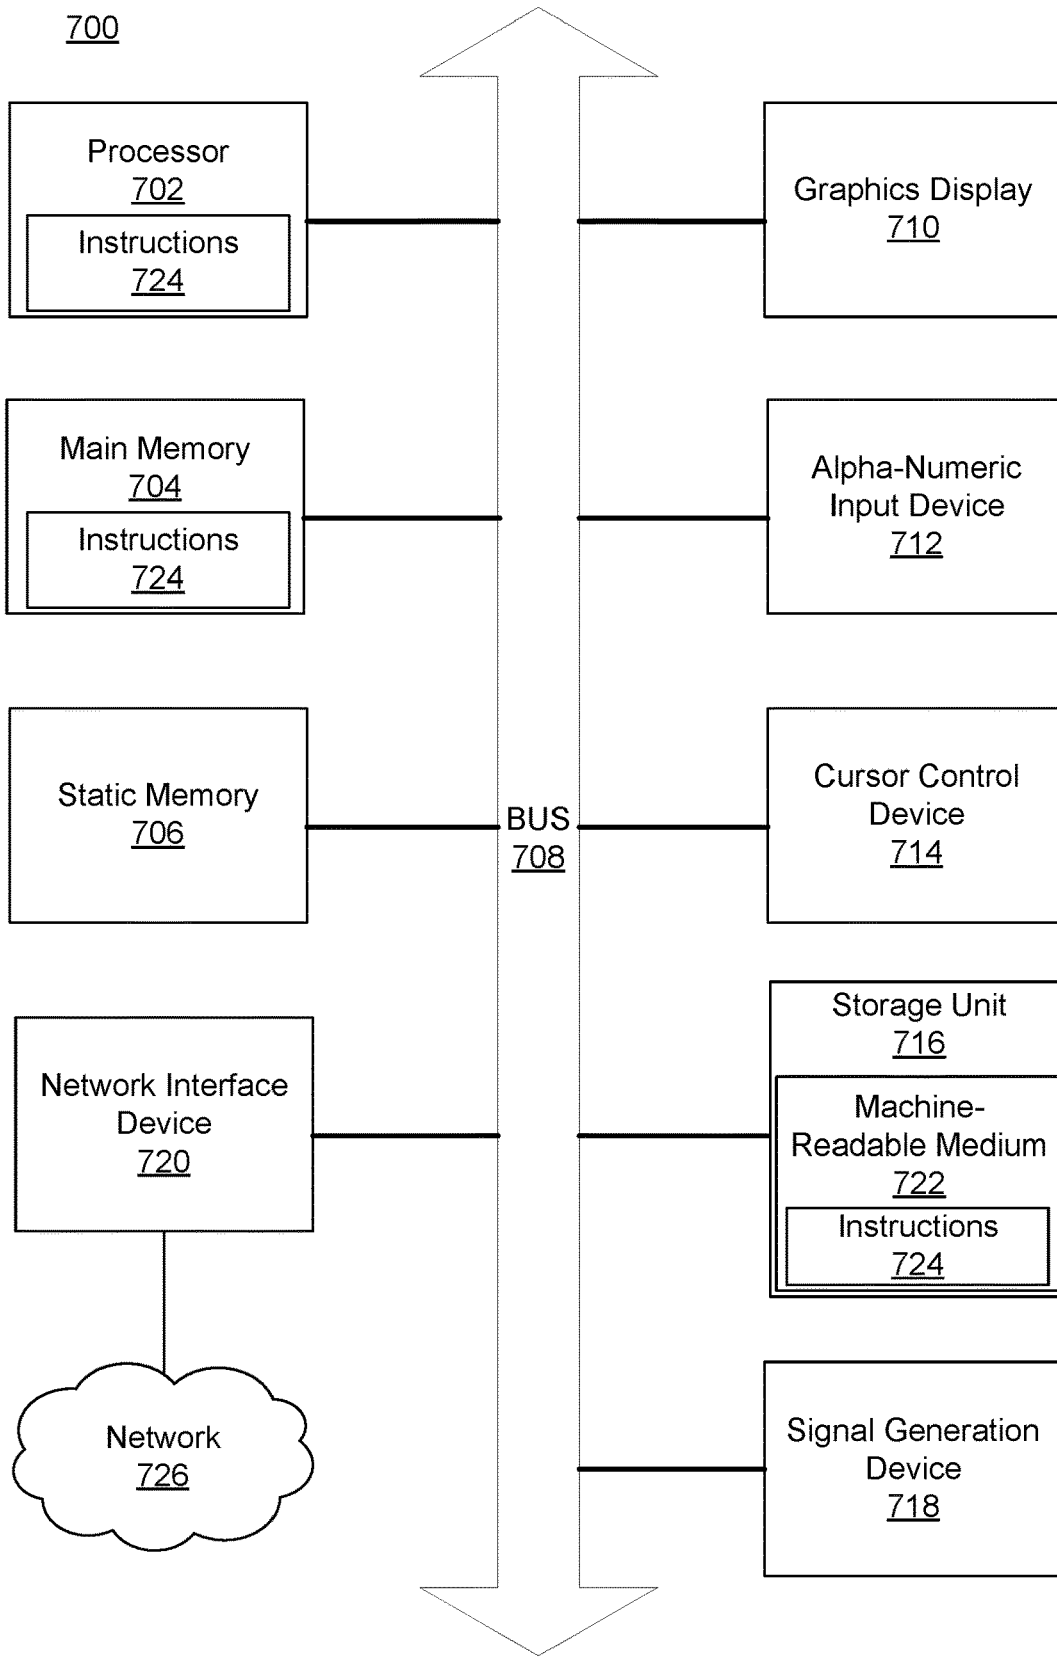 700
Processor
702
Instructions
724
Main Memory
704
Instructions
724
Static Memory
706
Network Interface
Device
720
Network
726
BUS
708
Graphics Display
710
Alpha-Numeric
Input Device
712
Cursor Control
Device
714
Storage Unit
716
Machine-
Readable Medium
722
Instructions
724
Signal Generation
Device
718